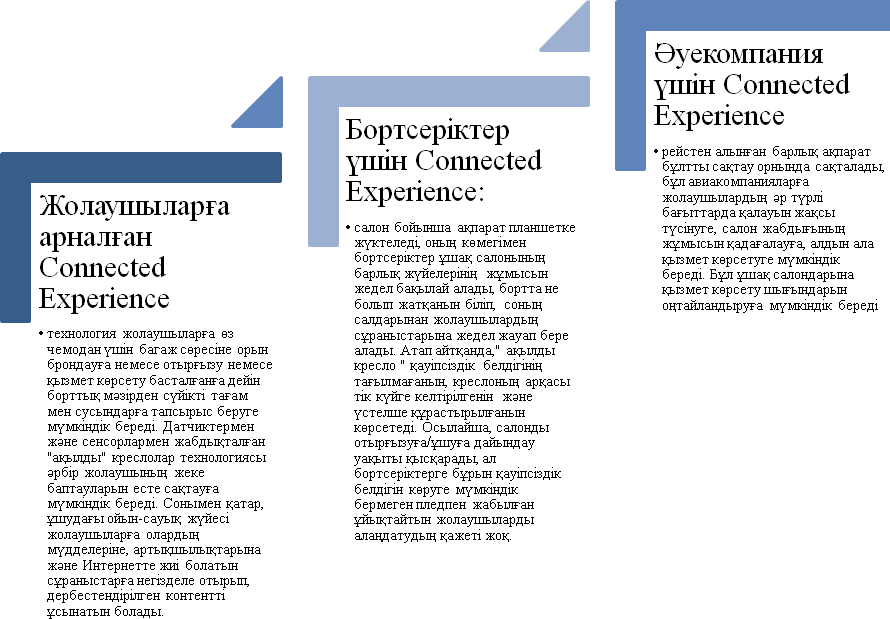 Жолаушыларға
арналған
Connected
Experience
• технология жолаушыларға өз
чемодан үшін багаж сөресіне орын
брондауға немесе отырғызу немесе
қызмет көрсету басталғанға дейін
борттық мәзірден сүйікті тағам
мен сусындарға тапсырыс беруге
мүмкіндік береді. Датчиктермен
және сенсорлармен жабдықталған
"ақылды" креслолар технологиясы
әрбір жолаушының жеке
баптауларын есте сақтауға
мүмкіндік береді. Сонымен қатар,
ұшудағы ойын-сауық жүйесі
жолаушыларға олардың
мүдделеріне, артықшылықтарына
және Интернетте жиі болатын
сұраныстарға негізделе отырып,
дербестендірілген контентті
ұсынатын болады.
Бортсеріктер
үшін Connected
Experience:
• салон бойынша ақпарат планшетке
жүктеледі, оның көмегімен
бортсеріктер ұшақ салонының
барлық жүйелерінің жұмысын
жедел бақылай алады, бортта не
болып жатқанын біліп, соның
салдарынан жолаушылардың
сұраныстарына жедел жауап бере
алады. Атап айтқанда," ақылды
кресло " қауіпсіздік белдігінің
тағылмағанын, креслоның арқасы
тік күйге келтірілгенін және
үстелше құрастырылғанын
көрсетеді. Осылайша, салонды
отырғызуға/ұшуға дайындау
уақыты қысқарады, ал
бортсеріктерге бұрын қауіпсіздік
белдігін көруге мүмкіндік
бермеген пледпен жабылған
ұйықтайтын жолаушыларды
алаңдатудың қажеті жоқ.
Әуекомпания
үшін Connected
Experience
• рейстен алынған барлық ақпарат
бұлтты сақтау орнында сақталады,
бұл авиакомпанияларға
жолаушылардың әр түрлі
бағыттарда қалауын жақсы
түсінуге, салон жабдығының
жұмысын қадағалауға, алдын ала
қызмет көрсетуге мүмкіндік
береді. Бұл ұшақ салондарына
қызмет көрсету шығындарын
оңтайландыруға мүмкіндік береді